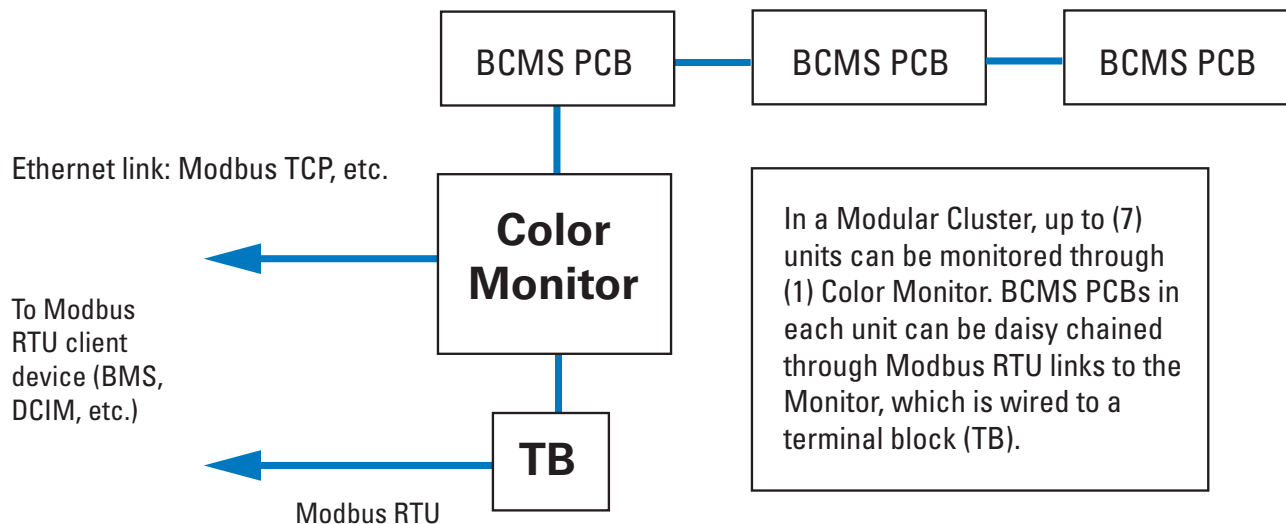 BCMS PCB
BCMS PCB
BCMS PCB
Ethernet link: Modbus TCP, etc.
Color
Monitor
In a Modular Cluster, up to (7)
units can be monitored through
(1) Color Monitor. BCMS PCBs in
each unit can be daisy chained
through Modbus RTU links to the
Monitor, which is wired to a
terminal block (TB).
To Modbus
RTU client
device (BMS,
DCIM, etc.)
TB
Modbus RTU